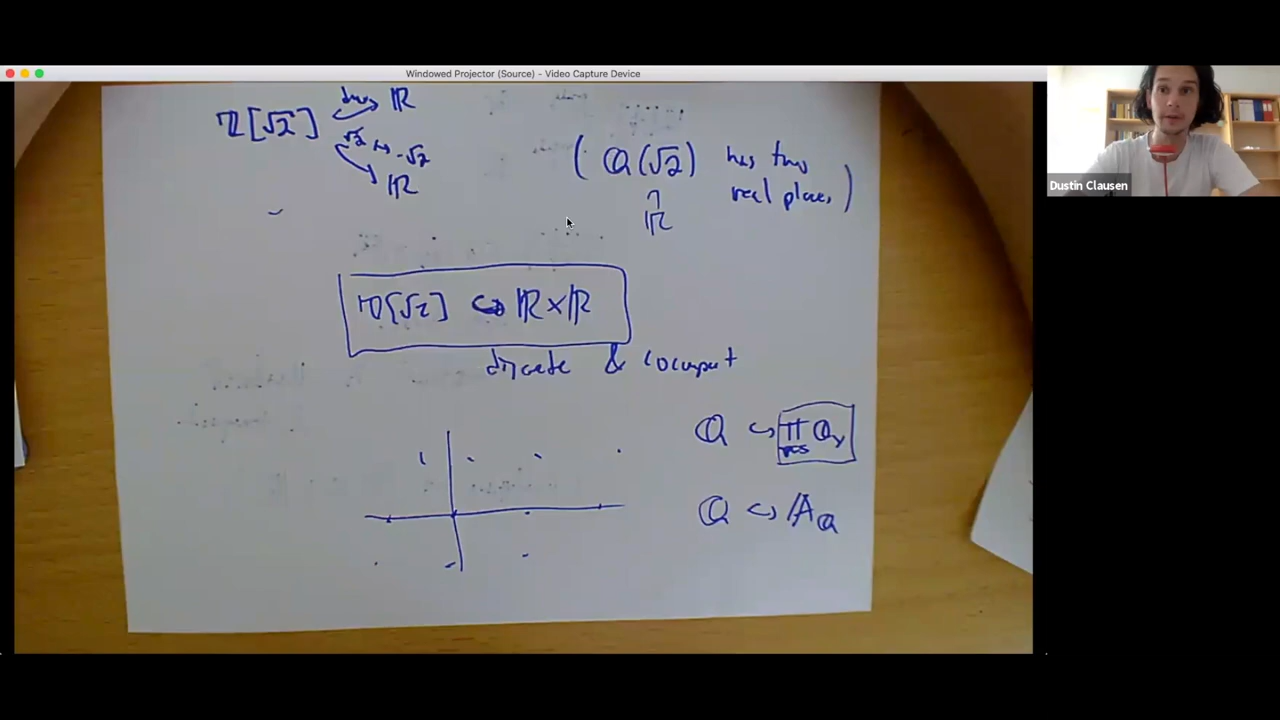 Windowed Projector (Source) - Video Capture Device
Dustin Clausen
ℤ[√2] ↪ ℝ
√2 ↦ -√2
ℝ
( ℚ(√2) has two
real places )
ℝ
ℤ[√2] ↪ ℝ×ℝ
discrete & cocompact
ℚ ↪ ∏ ℚᵥ
ℚ ↪ 𝔸_ℚ